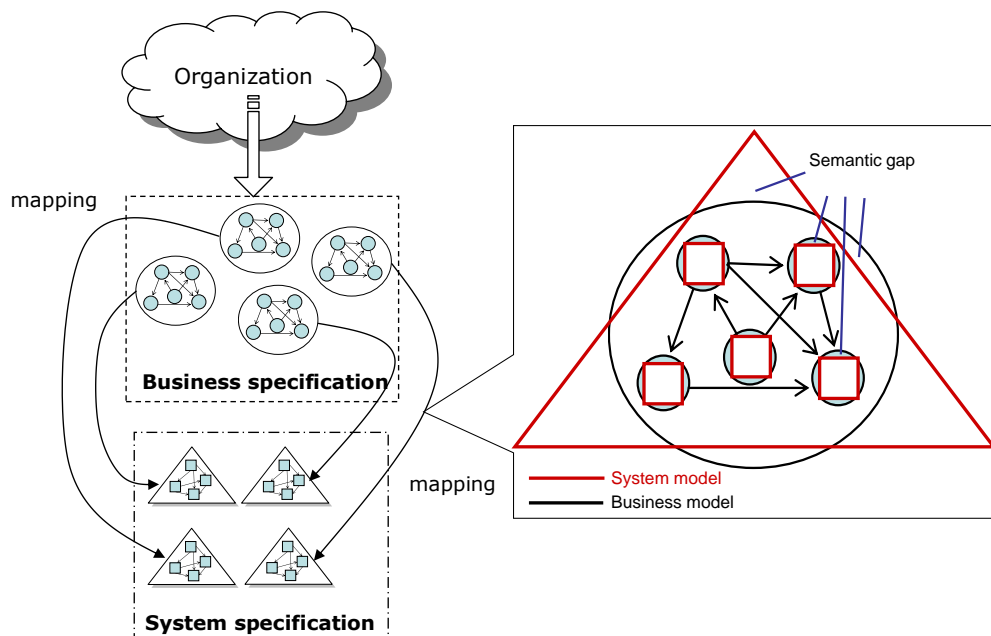 Organization
mapping
Business specification
mapping
System specification
Semantic gap
System model
Business model